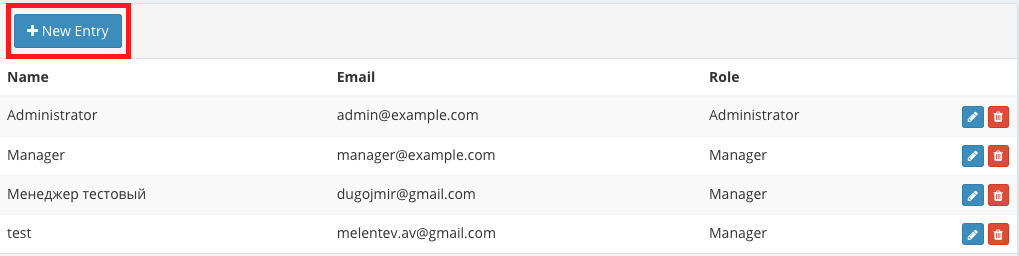 New Entry
Name Email Role
Administrator admin@example.com Administrator
Manager manager@example.com Manager
Менеджер тестовый dugojmir@gmail.com Manager
test melentev.av@gmail.com Manager